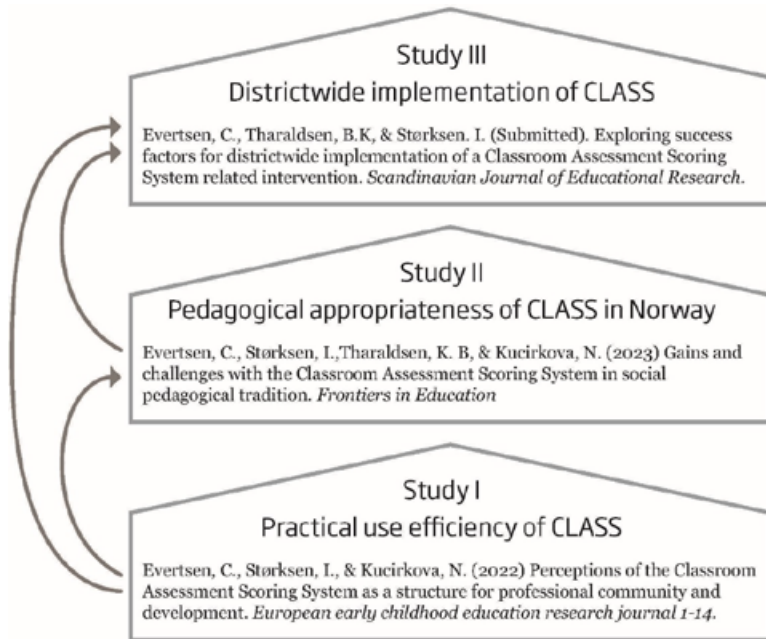 Study III
Districtwide implementation of CLASS
Evertsen, C., Tharaldsen, B.K, & Størksen. I. (Submitted). Exploring success
factors for districtwide implementation of a Classroom Assessment Scoring
System related intervention. Scandinavian Journal of Educational Research.
Study II
Pedagogical appropriateness of CLASS in Norway
Evertsen, C., Størksen, I.,Tharaldsen, K. B, & Kucirkova, N. (2023) Gains and
challenges with the Classroom Assessment Scoring System in social
pedagogical tradition. Frontiers in Education
Study I
Practical use efficiency of CLASS
Evertsen, C., Størksen, I., & Kucirkova, N. (2022) Perceptions of the Classroom
Assessment Scoring System as a structure for professional community and
development. European early childhood education research journal 1-14.